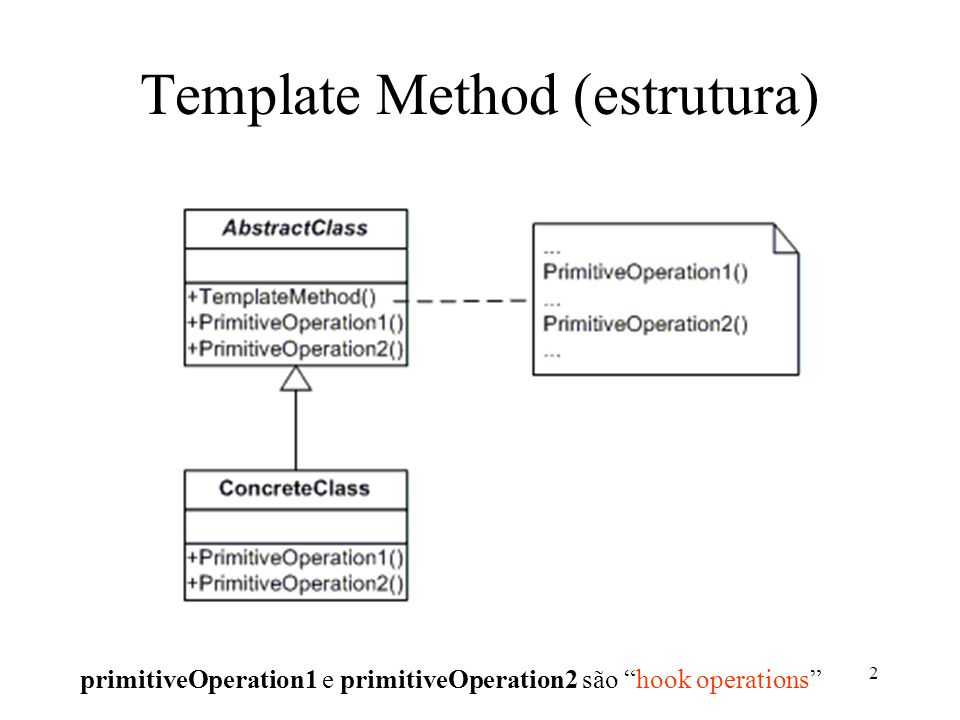 Template Method (estrutura)
AbstractClass
+TemplateMethod()
+PrimitiveOperation1()
+PrimitiveOperation2()
...
PrimitiveOperation1()
...
PrimitiveOperation2()
...
ConcreteClass
+PrimitiveOperation1()
+PrimitiveOperation2()
primitiveOperation1 e primitiveOperation2 são “hook operations”
2